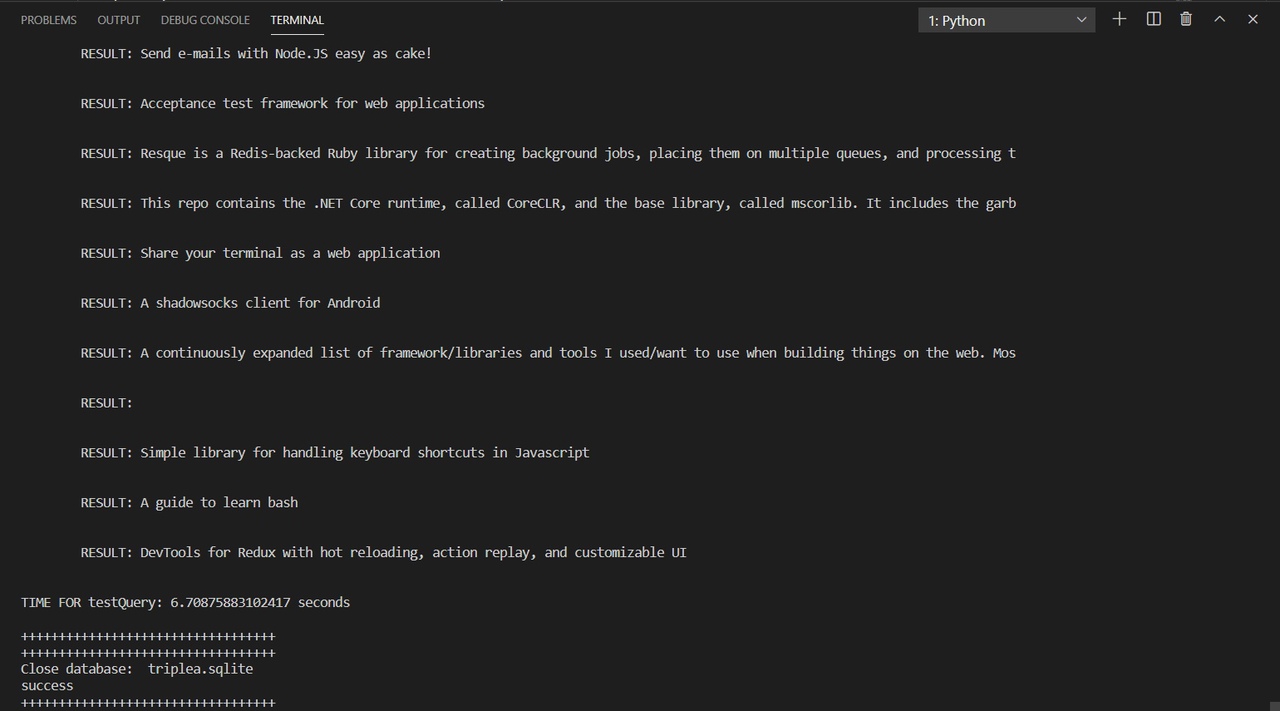 PROBLEMS OUTPUT DEBUG CONSOLE TERMINAL 1: Python
RESULT: Send e-mails with Node.JS easy as cake!
RESULT: Acceptance test framework for web applications
RESULT: Resque is a Redis-backed Ruby library for creating background jobs, placing them on multiple queues, and processing t
RESULT: This repo contains the .NET Core runtime, called CoreCLR, and the base library, called mscorlib. It includes the garb
RESULT: Share your terminal as a web application
RESULT: A shadowsocks client for Android
RESULT: A continuously expanded list of framework/libraries and tools I used/want to use when building things on the web. Mos
RESULT:
RESULT: Simple library for handling keyboard shortcuts in Javascript
RESULT: A guide to learn bash
RESULT: DevTools for Redux with hot reloading, action replay, and customizable UI
TIME FOR testQuery: 6.70875883102417 seconds
++++++++++++++++++++++++++++++++++
++++++++++++++++++++++++++++++++++
Close database:  triplea.sqlite
success
++++++++++++++++++++++++++++++++++